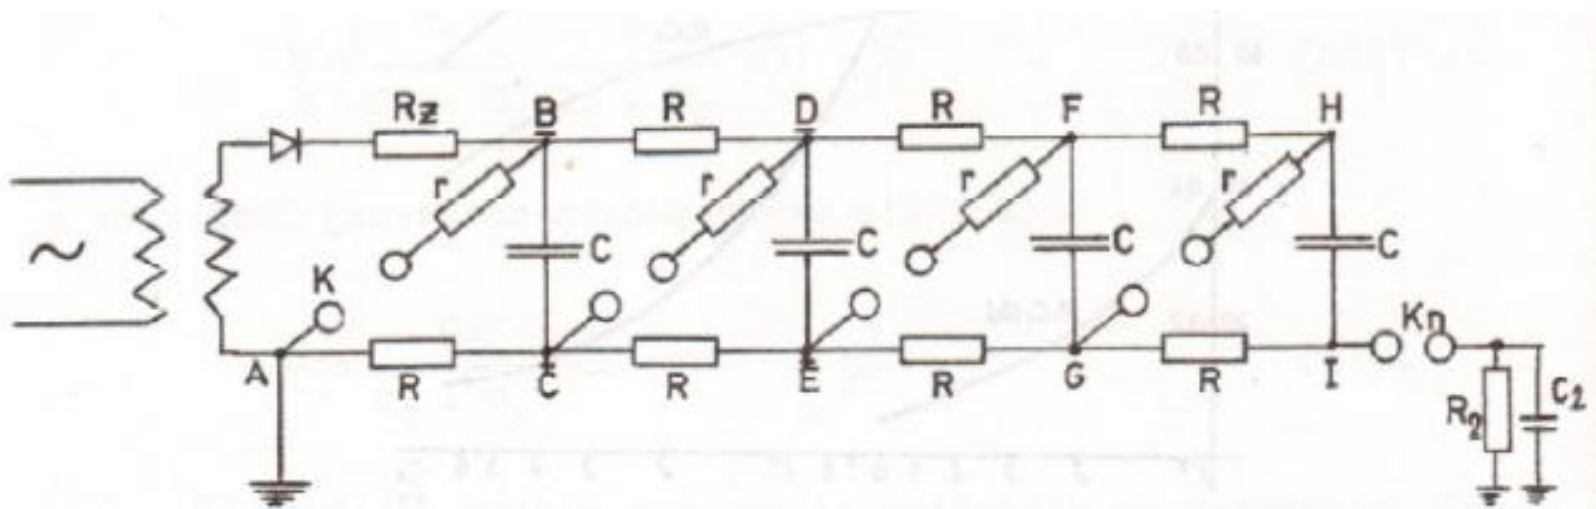 Rz B R D R F R H
r r r r
~ C C C C
K Kn
A R C R E R G R I R2 C2